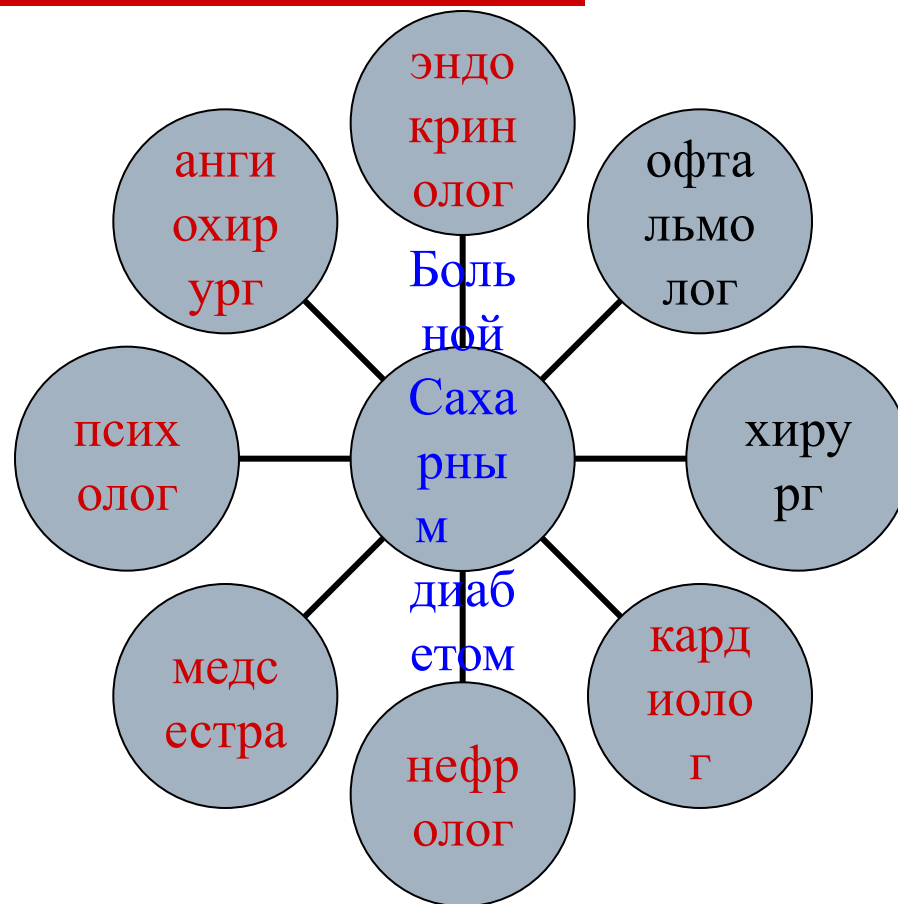 эндо
крин
олог
офта
льмо
лог
хиру
рг
кард
иоло
г
нефр
олог
медс
естра
псих
олог
анги
охир
ург
Боль
ной
Саха
рны
м
диаб
етом